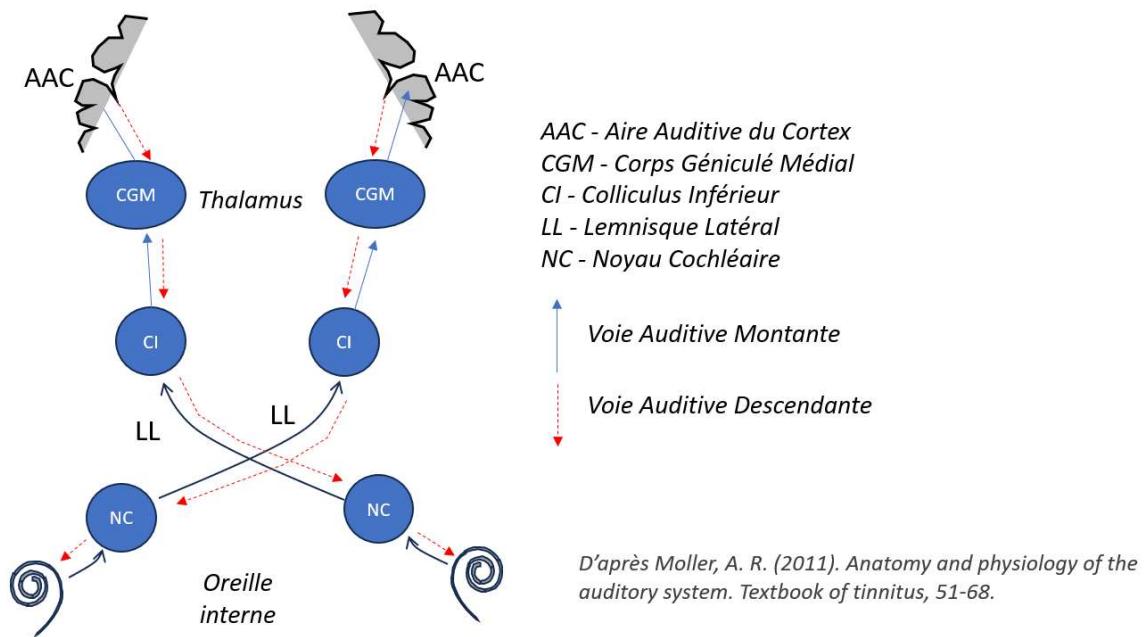 AAC
AAC
CGM
Thalamus
CGM
CI
CI
LL
LL
NC
NC
Oreille
interne
AAC - Aire Auditive du Cortex
CGM - Corps Géniculé Médial
CI - Colliculus Inférieur
LL - Lemnisque Latéral
NC - Noyau Cochléaire
Voie Auditive Montante
Voie Auditive Descendante
D'après Moller, A. R. (2011). Anatomy and physiology of the
auditory system. Textbook of tinnitus, 51-68.